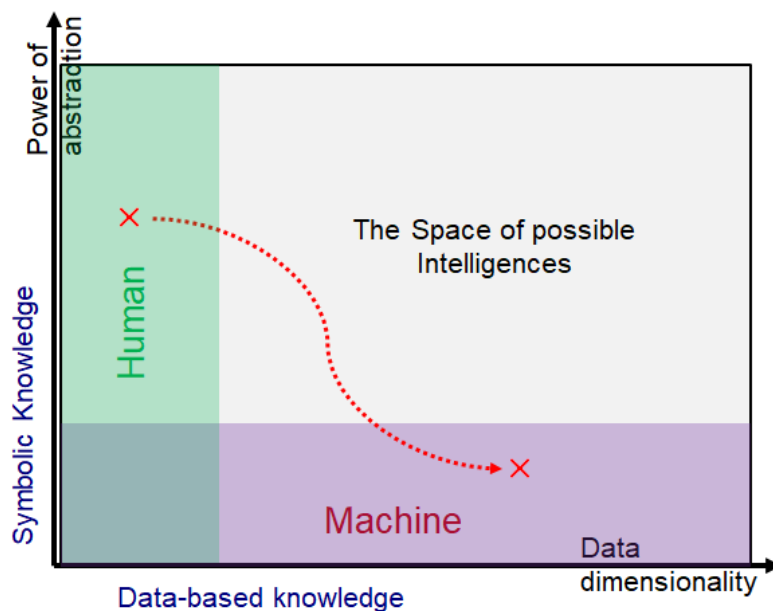 Power of
abstraction
The Space of possible
Intelligences
Human
Symbolic Knowledge
Machine
Data
dimensionality
Data-based knowledge